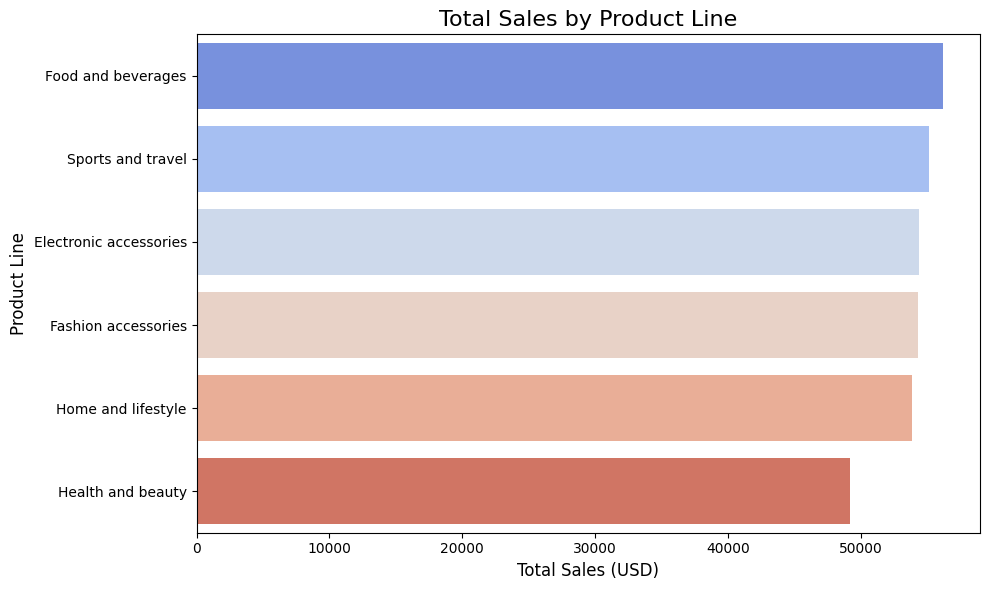 Total Sales by Product Line
Product Line
Food and beverages
Sports and travel
Electronic accessories
Fashion accessories
Home and lifestyle
Health and beauty
0 10000 20000 30000 40000 50000
Total Sales (USD)